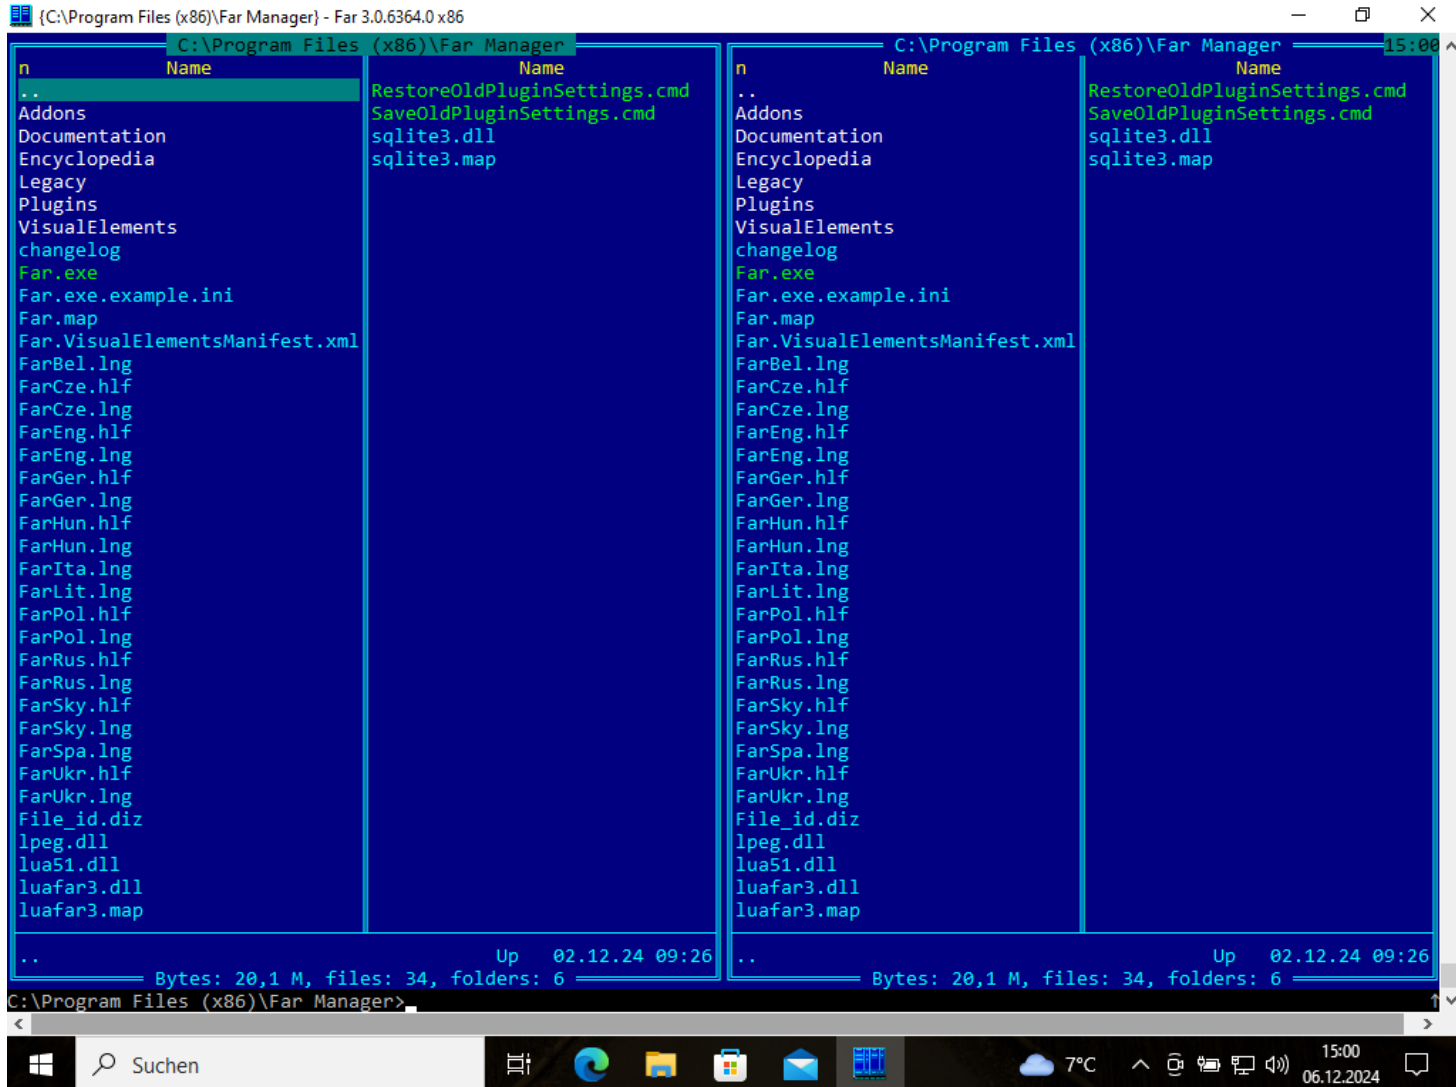 {C:\Program Files (x86)\Far Manager} - Far 3.0.6364.0 x86
C:\Program Files (x86)\Far Manager
n Name Name
..
Addons
Documentation
Encyclopedia
Legacy
Plugins
VisualElements
changelog
Far.exe
Far.exe.example.ini
Far.map
Far.VisualElementsManifest.xml
FarBel.lng
FarCze.hlf
FarCze.lng
FarEng.hlf
FarEng.lng
FarGer.hlf
FarGer.lng
FarHun.hlf
FarHun.lng
FarIta.lng
FarLit.lng
FarPol.hlf
FarPol.lng
FarRus.hlf
FarRus.lng
FarSky.hlf
FarSky.lng
FarSpa.lng
FarUkr.hlf
FarUkr.lng
File_id.diz
lpeg.dll
lua51.dll
luafar3.dll
luafar3.map
RestoreOldPluginSettings.cmd
SaveOldPluginSettings.cmd
sqlite3.dll
sqlite3.map
.. Up 02.12.24 09:26
Bytes: 20,1 M, files: 34, folders: 6
C:\Program Files (x86)\Far Manager 15:00
n Name Name
..
Addons
Documentation
Encyclopedia
Legacy
Plugins
VisualElements
changelog
Far.exe
Far.exe.example.ini
Far.map
Far.VisualElementsManifest.xml
FarBel.lng
FarCze.hlf
FarCze.lng
FarEng.hlf
FarEng.lng
FarGer.hlf
FarGer.lng
FarHun.hlf
FarHun.lng
FarIta.lng
FarLit.lng
FarPol.hlf
FarPol.lng
FarRus.hlf
FarRus.lng
FarSky.hlf
FarSky.lng
FarSpa.lng
FarUkr.hlf
FarUkr.lng
File_id.diz
lpeg.dll
lua51.dll
luafar3.dll
luafar3.map
RestoreOldPluginSettings.cmd
SaveOldPluginSettings.cmd
sqlite3.dll
sqlite3.map
.. Up 02.12.24 09:26
Bytes: 20,1 M, files: 34, folders: 6
C:\Program Files (x86)\Far Manager>
Suchen
7°C
15:00
06.12.2024